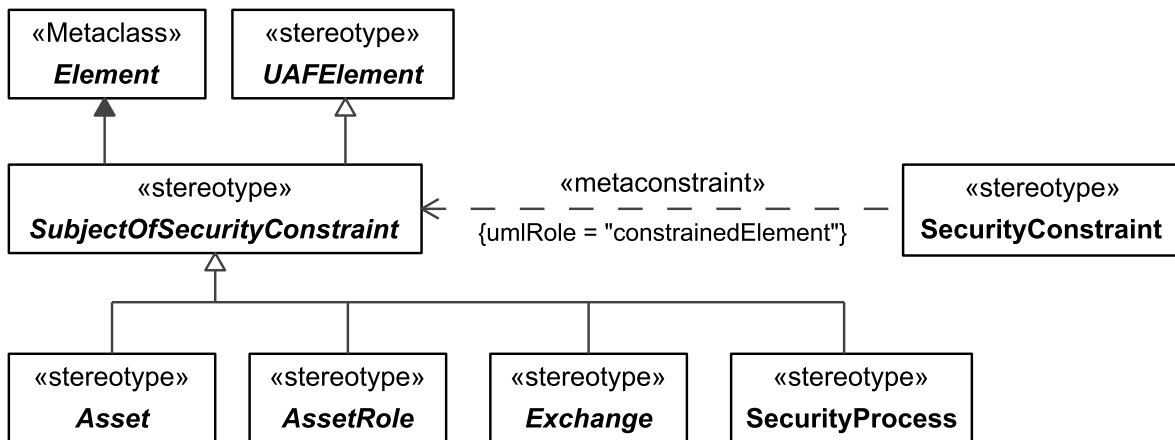 «Metaclass»
Element
«stereotype»
UAFElement
«stereotype»
SubjectOfSecurityConstraint
«metaconstraint»
{umlRole = "constrainedElement"}
«stereotype»
SecurityConstraint
«stereotype»
Asset
«stereotype»
AssetRole
«stereotype»
Exchange
«stereotype»
SecurityProcess